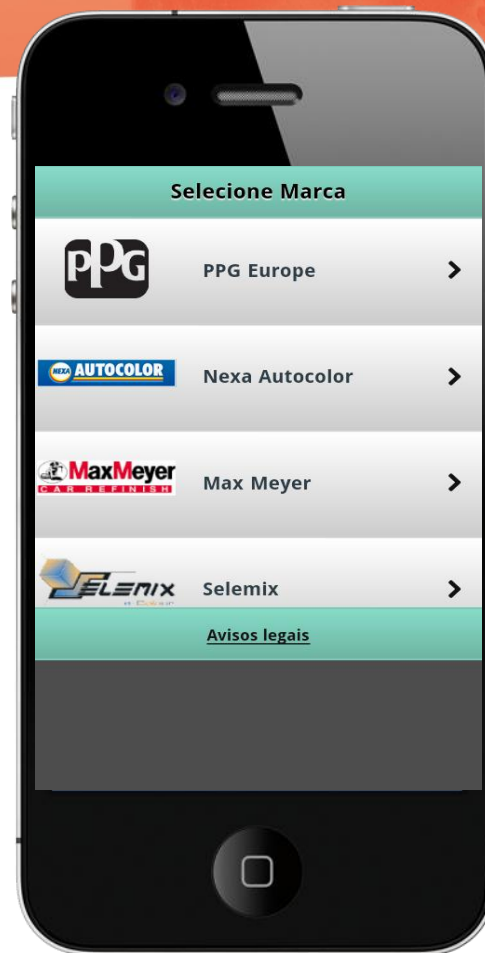 Selecione Marca
PPG
PPG Europe
NEXA AUTOCOLOR
Nexa Autocolor
MaxMeyer
CAR REFINISH
Max Meyer
SELEMIX
Selemix
Avisos legais